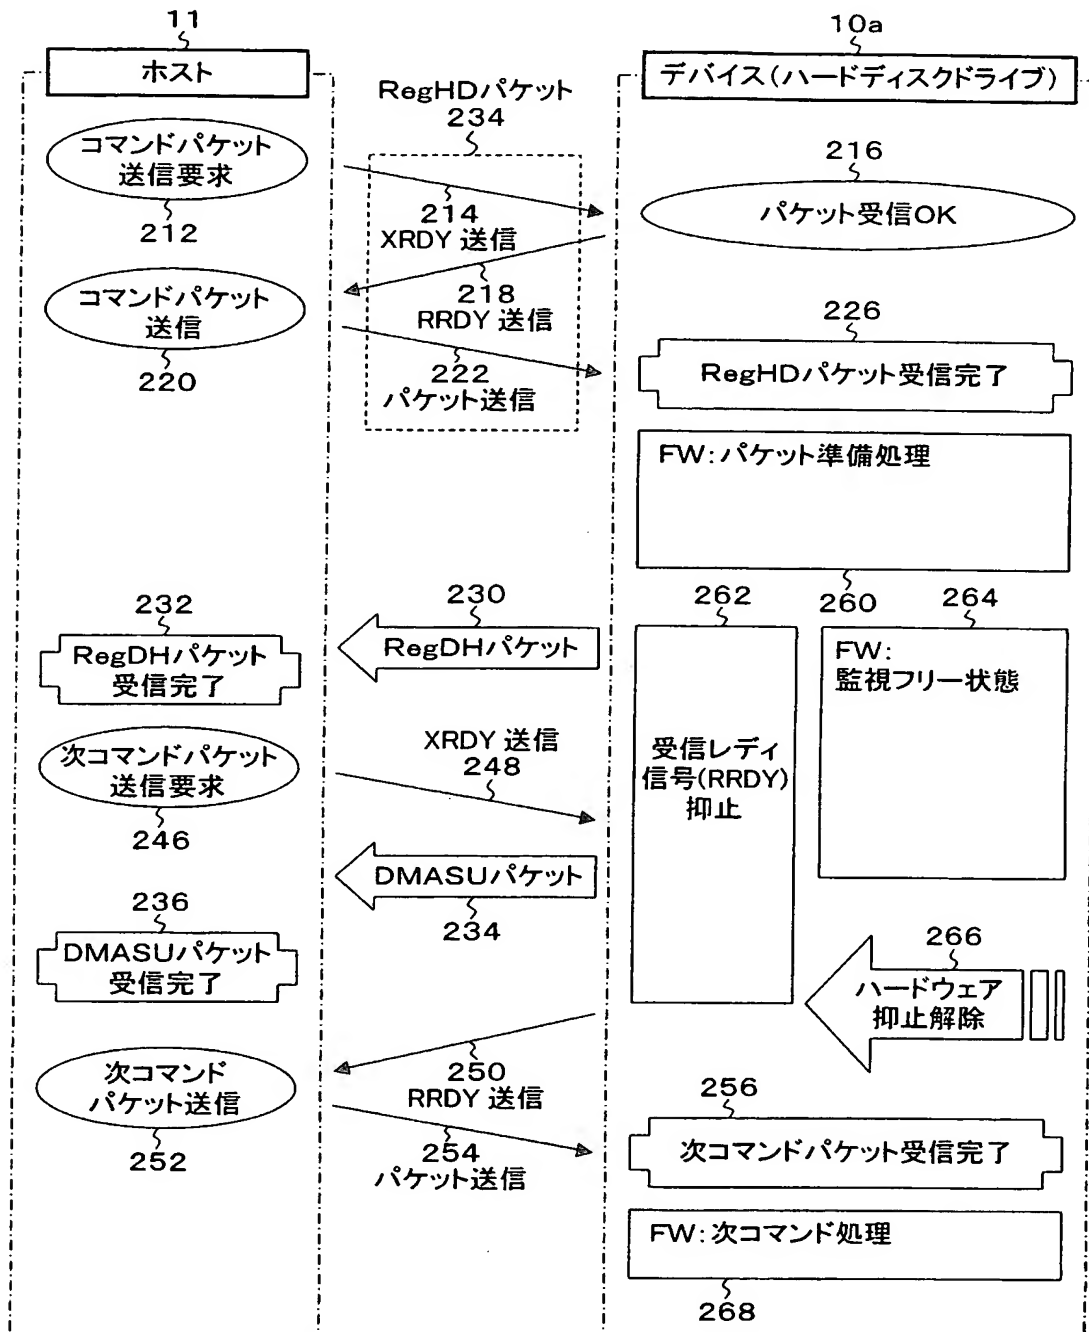 11
ホスト
10a
デバイス(ハードディスクドライブ)
RegHDパケット
234
コマンドパケット
送信要求
212
214
XRDY 送信
216
パケット受信OK
コマンドパケット
送信
220
218
RRDY 送信
222
パケット送信
226
RegHDパケット受信完了
FW:パケット準備処理
260
232
RegDHパケット
受信完了
230
RegDHパケット
262
受信レディ
信号(RRDY)
抑止
264
FW:
監視フリー状態
次コマンドパケット
送信要求
246
XRDY 送信
248
DMASUパケット
234
236
DMASUパケット
受信完了
266
ハードウェア
抑止解除
次コマンド
パケット送信
252
250
RRDY 送信
254
パケット送信
256
次コマンドパケット受信完了
FW:次コマンド処理
268